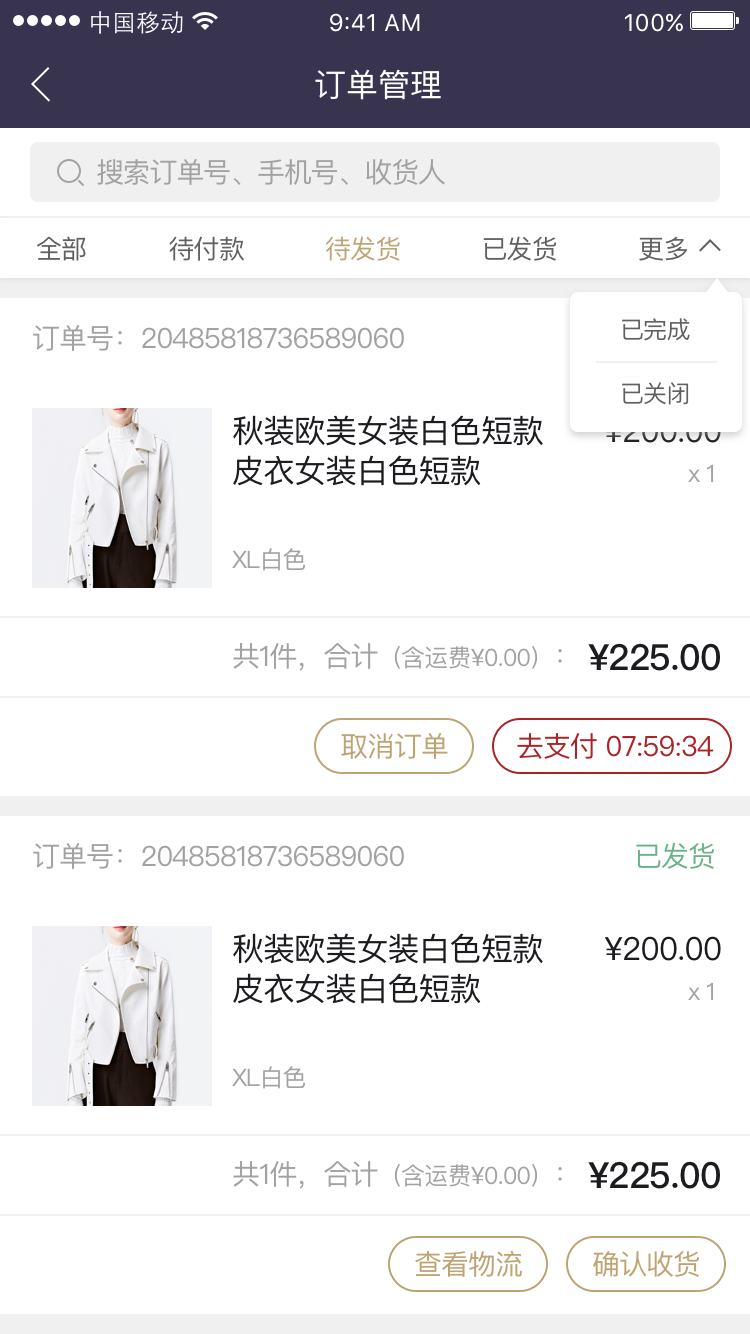 中国移动 9:41 AM 100%
订单管理
搜索订单号、手机号、收货人
全部 待付款 待发货 已发货 更多
已完成
已关闭
订单号：20485818736589060
秋装欧美女装白色短款 ¥200.00
皮衣女装白色短款 x 1
XL白色
共1件，合计（含运费¥0.00）： ¥225.00
取消订单 去支付 07:59:34
订单号：20485818736589060 已发货
秋装欧美女装白色短款 ¥200.00
皮衣女装白色短款 x 1
XL白色
共1件，合计（含运费¥0.00）： ¥225.00
查看物流 确认收货